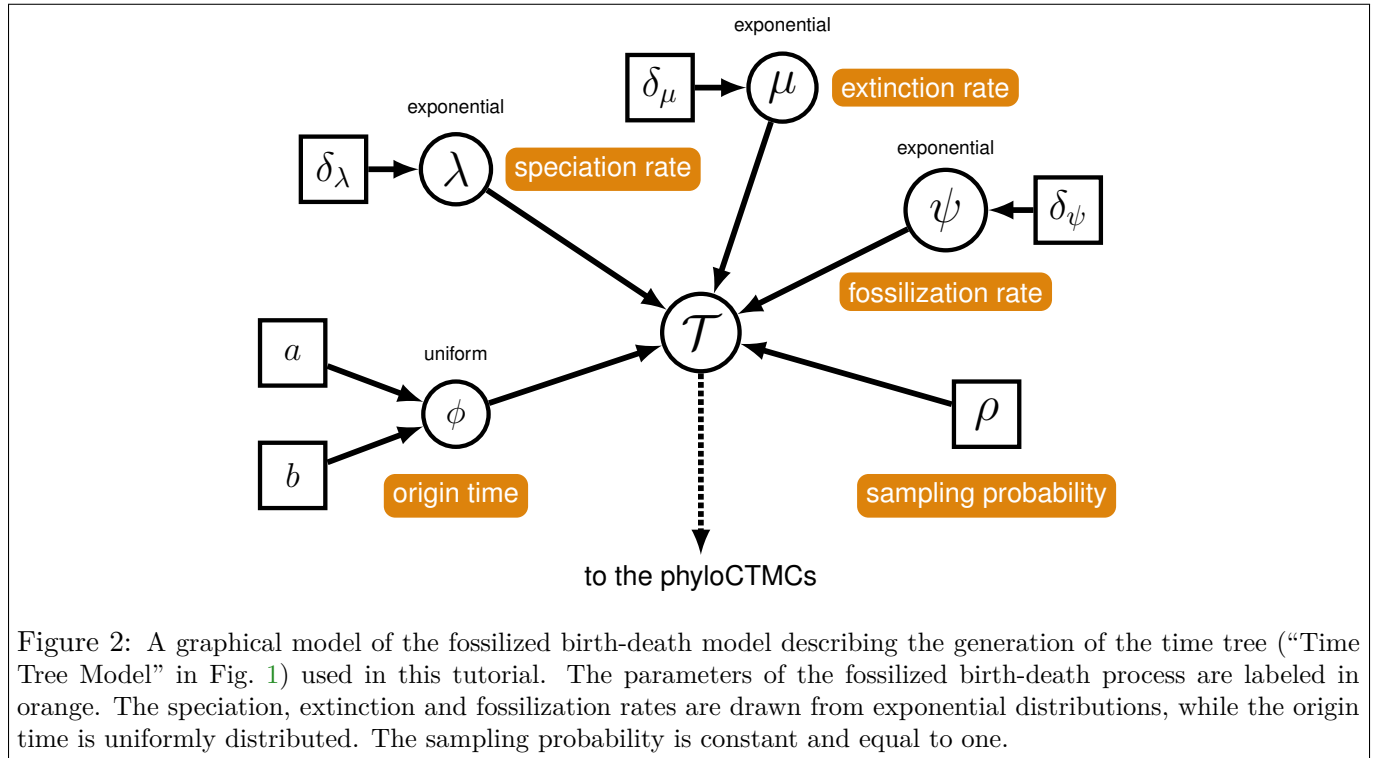 exponential
δμ
μ
extinction rate
exponential
δλ
λ
speciation rate
exponential
ψ
δψ
fossilization rate
𝒯
a
uniform
ϕ
b
origin time
ρ
sampling probability
to the phyloCTMCs
Figure 2: A graphical model of the fossilized birth-death model describing the generation of the time tree (“Time
Tree Model” in Fig. 1) used in this tutorial. The parameters of the fossilized birth-death process are labeled in
orange. The speciation, extinction and fossilization rates are drawn from exponential distributions, while the origin
time is uniformly distributed. The sampling probability is constant and equal to one.